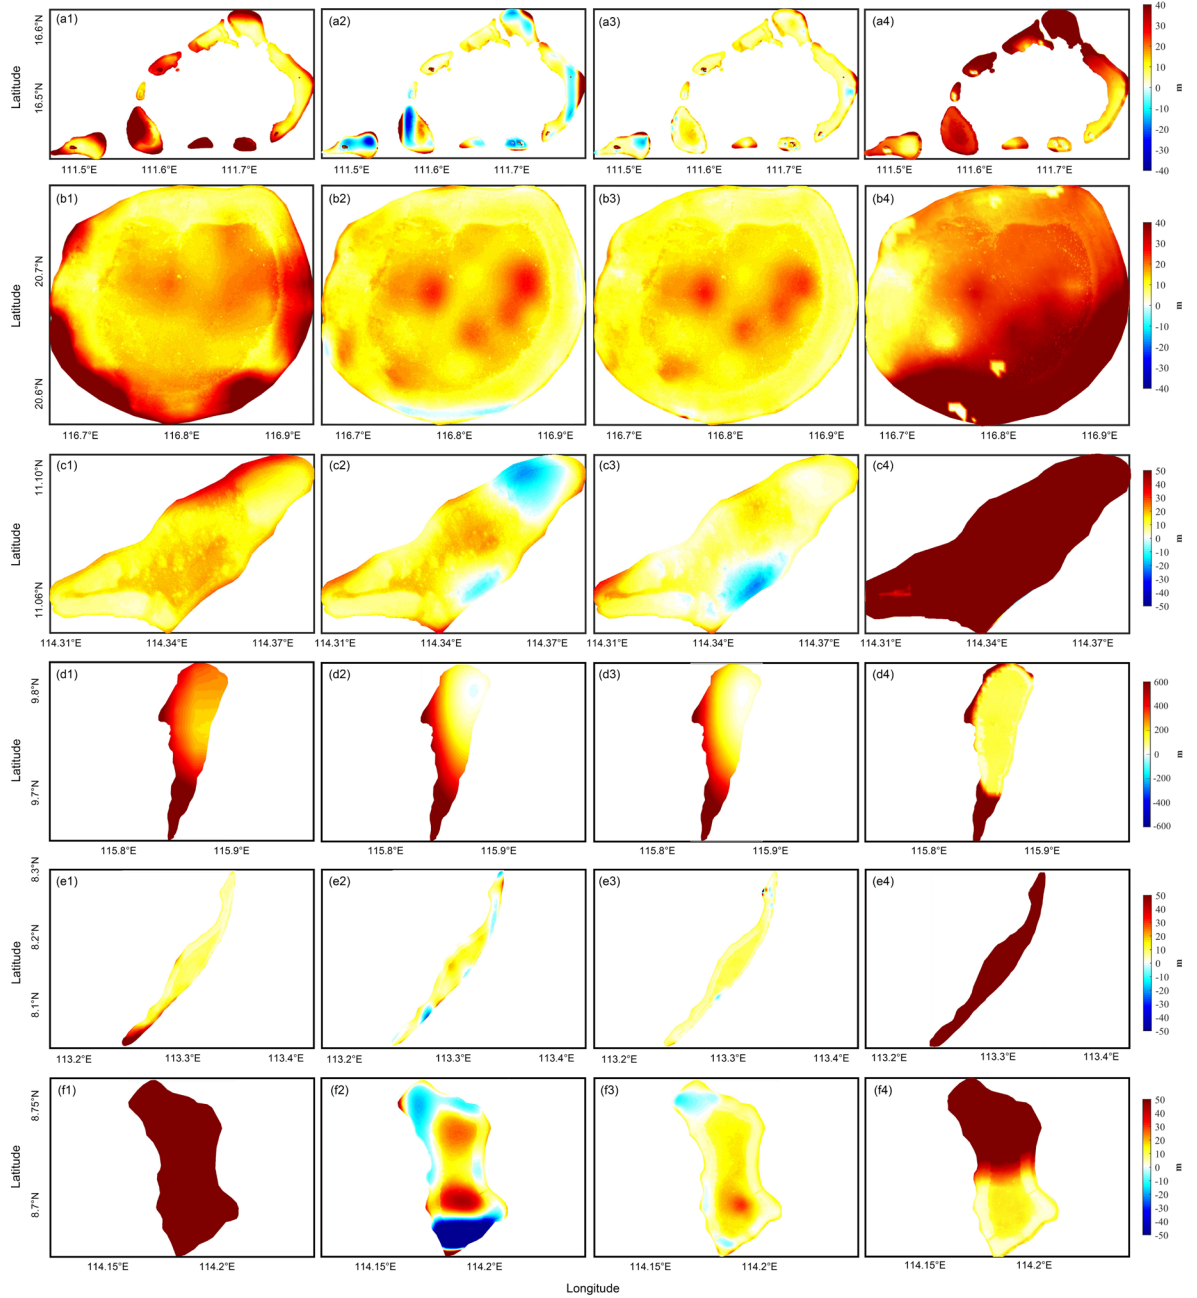 (a1) (a2) (a3) (a4)
Latitude
16.6°N
16.5°N
40
30
20
10
0
-10
-20
-30
-40
m
111.5°E 111.6°E 111.7°E 111.5°E 111.6°E 111.7°E 111.5°E 111.6°E 111.7°E 111.5°E 111.6°E 111.7°E
(b1) (b2) (b3) (b4)
Latitude
20.7°N
20.6°N
40
30
20
10
0
-10
-20
-30
-40
m
116.7°E 116.8°E 116.9°E 116.7°E 116.8°E 116.9°E 116.7°E 116.8°E 116.9°E 116.7°E 116.8°E 116.9°E
(c1) (c2) (c3) (c4)
Latitude
11.10°N
11.06°N
50
40
30
20
10
0
-10
-20
-30
-40
-50
m
114.31°E 114.34°E 114.37°E 114.31°E 114.34°E 114.37°E 114.31°E 114.34°E 114.37°E 114.31°E 114.34°E 114.37°E
(d1) (d2) (d3) (d4)
Latitude
9.8°N
9.7°N
600
400
200
0
-200
-400
-600
m
115.8°E 115.9°E 115.8°E 115.9°E 115.8°E 115.9°E 115.8°E 115.9°E
(e1) (e2) (e3) (e4)
Latitude
8.3°N
8.2°N
8.1°N
50
40
30
20
10
0
-10
-20
-30
-40
-50
m
113.2°E 113.3°E 113.4°E 113.2°E 113.3°E 113.4°E 113.2°E 113.3°E 113.4°E 113.2°E 113.3°E 113.4°E
(f1) (f2) (f3) (f4)
Latitude
8.75°N
8.7°N
50
40
30
20
10
0
-10
-20
-30
-40
-50
m
114.15°E 114.2°E 114.15°E 114.2°E 114.15°E 114.2°E 114.15°E 114.2°E
Longitude